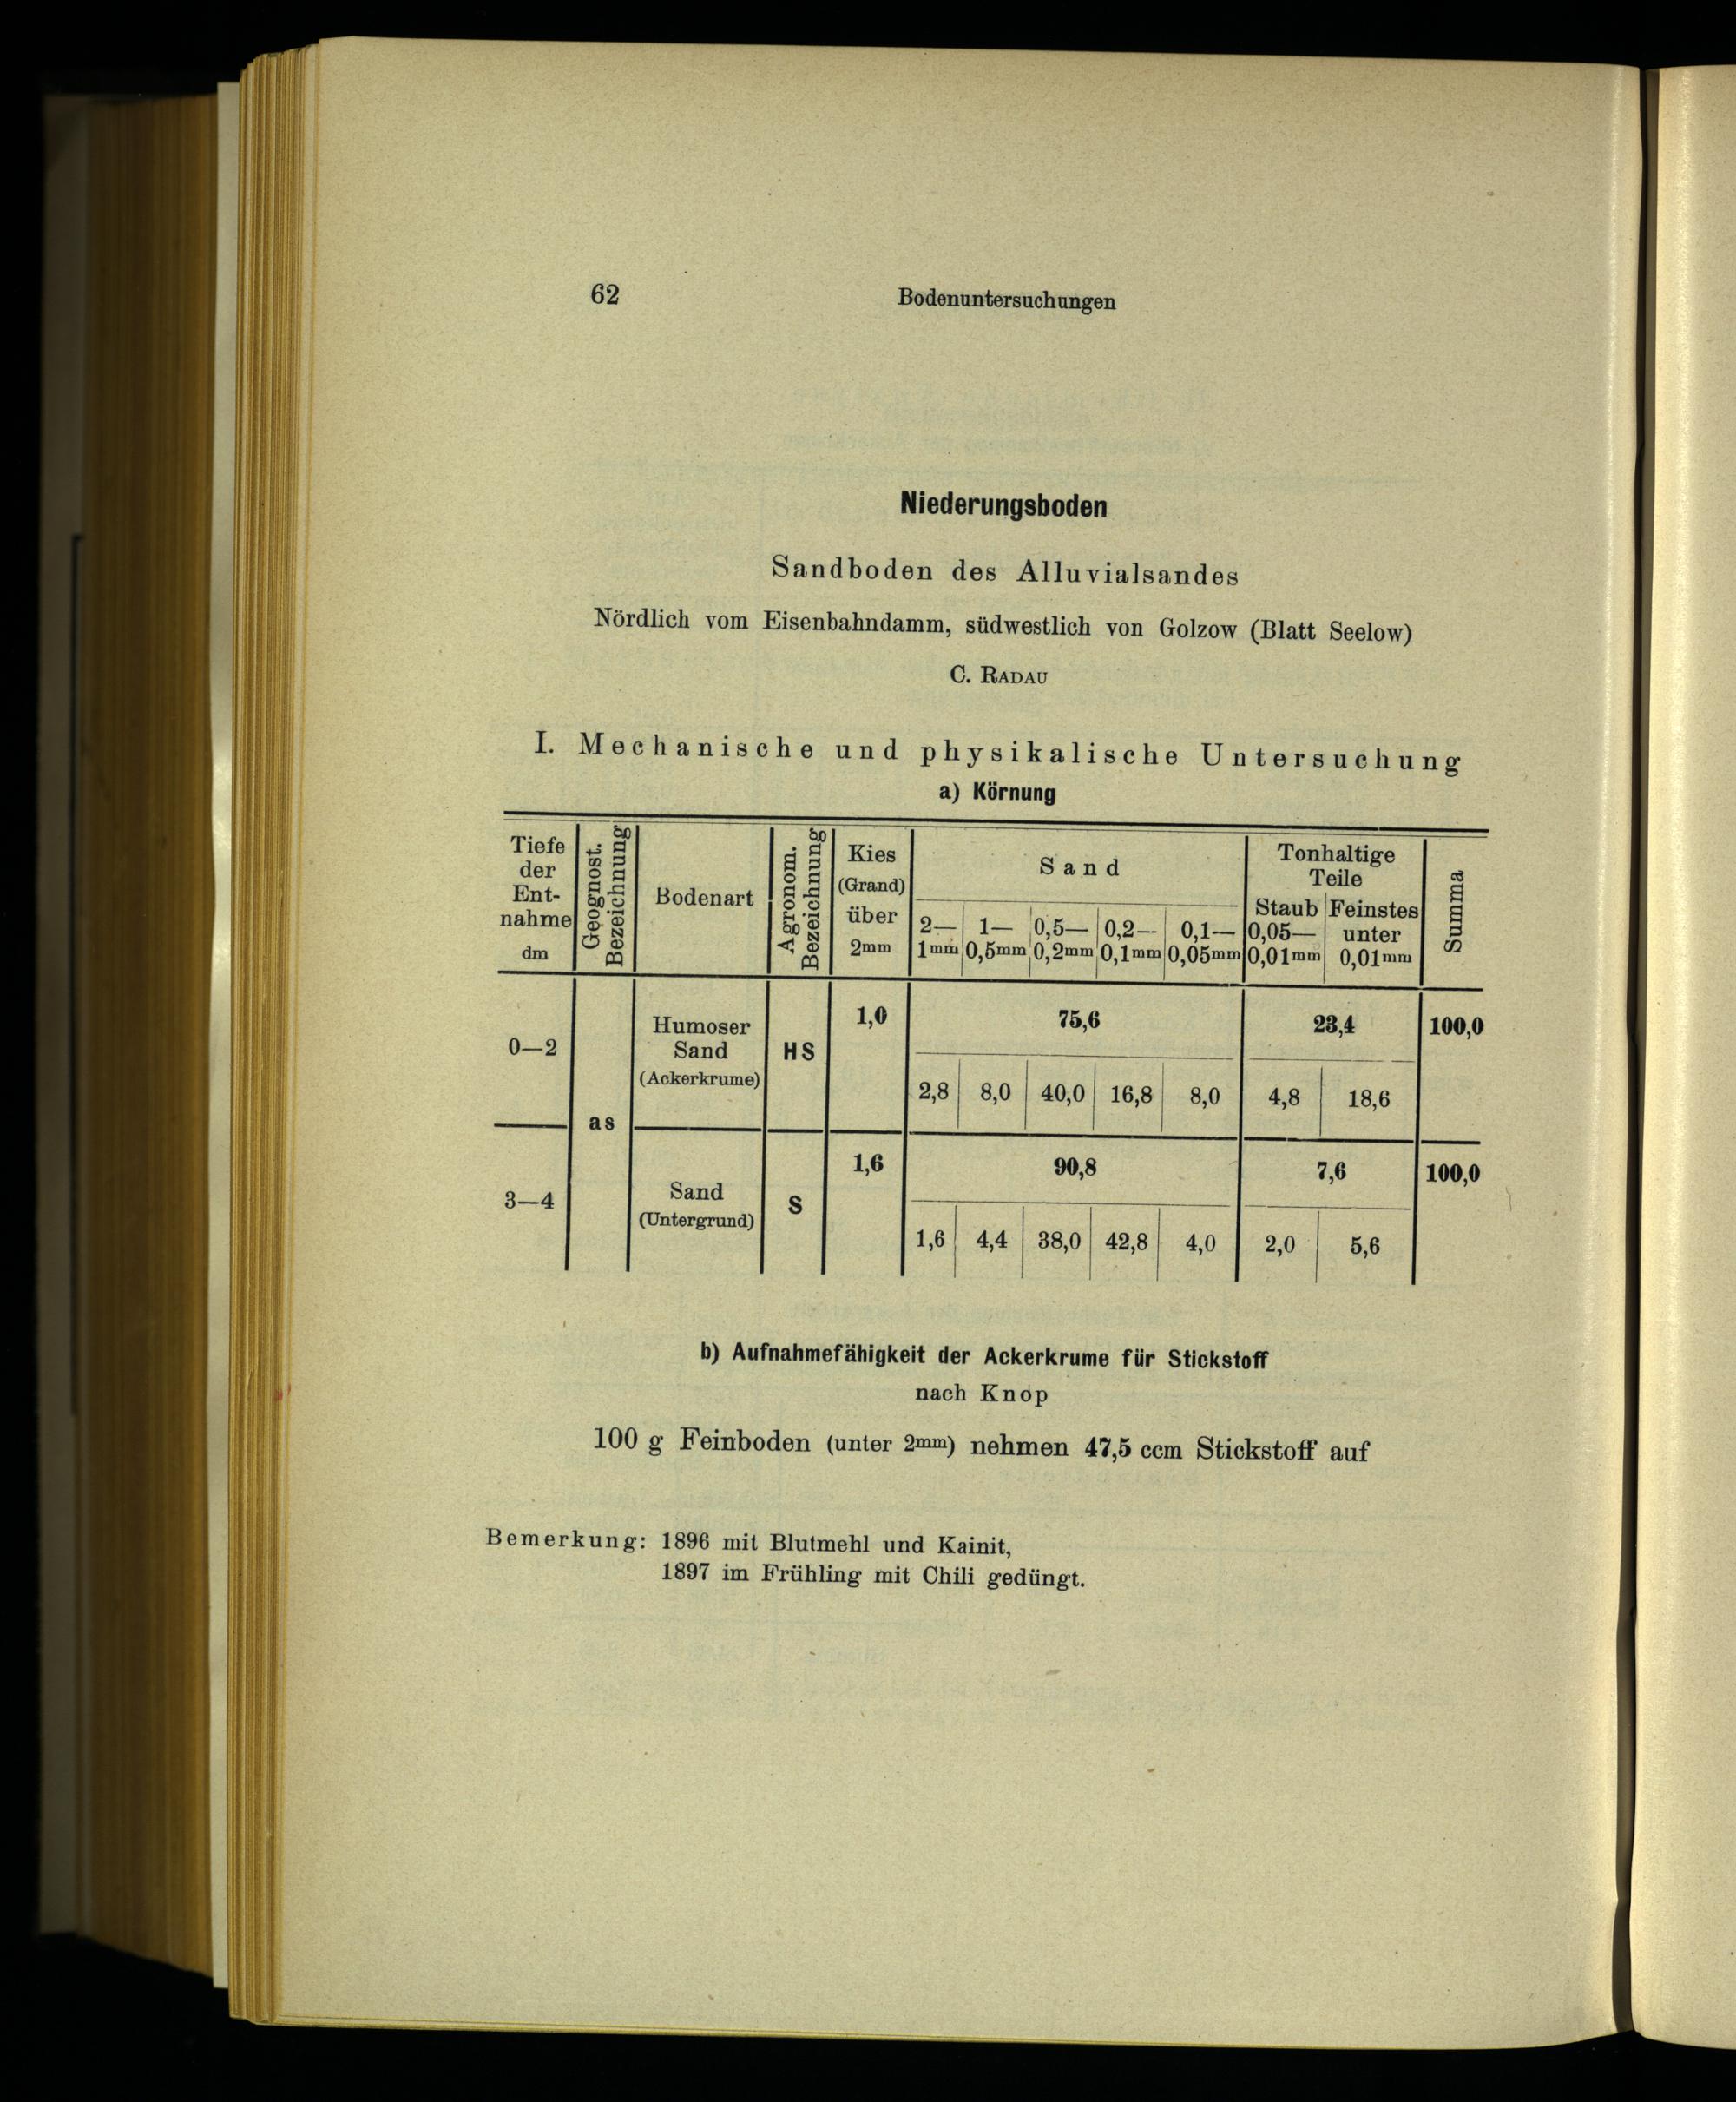 62 Bodenuntersuchungen
Niederungsboden
Sandboden des Alluvialsandes
Nördlich vom Eisenbahndamm, südwestlich von Golzow (Blatt Seelow)
C. RADAU
I. Mechanische und physikalische Untersuchung
a) Körnung
Tiefe der Ent-nahme dm | Geognost. Bezeichnung | Bodenart | Agronom. Bezeichnung | Kies (Grand) über 2mm | Sand | Tonhaltige Teile | Summa
2—1mm | 1—0,5mm | 0,5—0,2mm | 0,2—0,1mm | 0,1—0,05mm | Staub 0,05—0,01mm | Feinstes unter 0,01mm
0—2 | as | Humoser Sand (Ackerkrume) | HS | 1,0 | 75,6 | 23,4 | 100,0
2,8 | 8,0 | 40,0 | 16,8 | 8,0 | 4,8 | 18,6
3—4 | Sand (Untergrund) | S | 1,6 | 90,8 | 7,6 | 100,0
1,6 | 4,4 | 38,0 | 42,8 | 4,0 | 2,0 | 5,6
b) Aufnahmefähigkeit der Ackerkrume für Stickstoff
nach Knop
100 g Feinboden (unter 2mm) nehmen 47,5 ccm Stickstoff auf
Bemerkung: 1896 mit Blutmehl und Kainit,
1897 im Frühling mit Chili gedüngt.